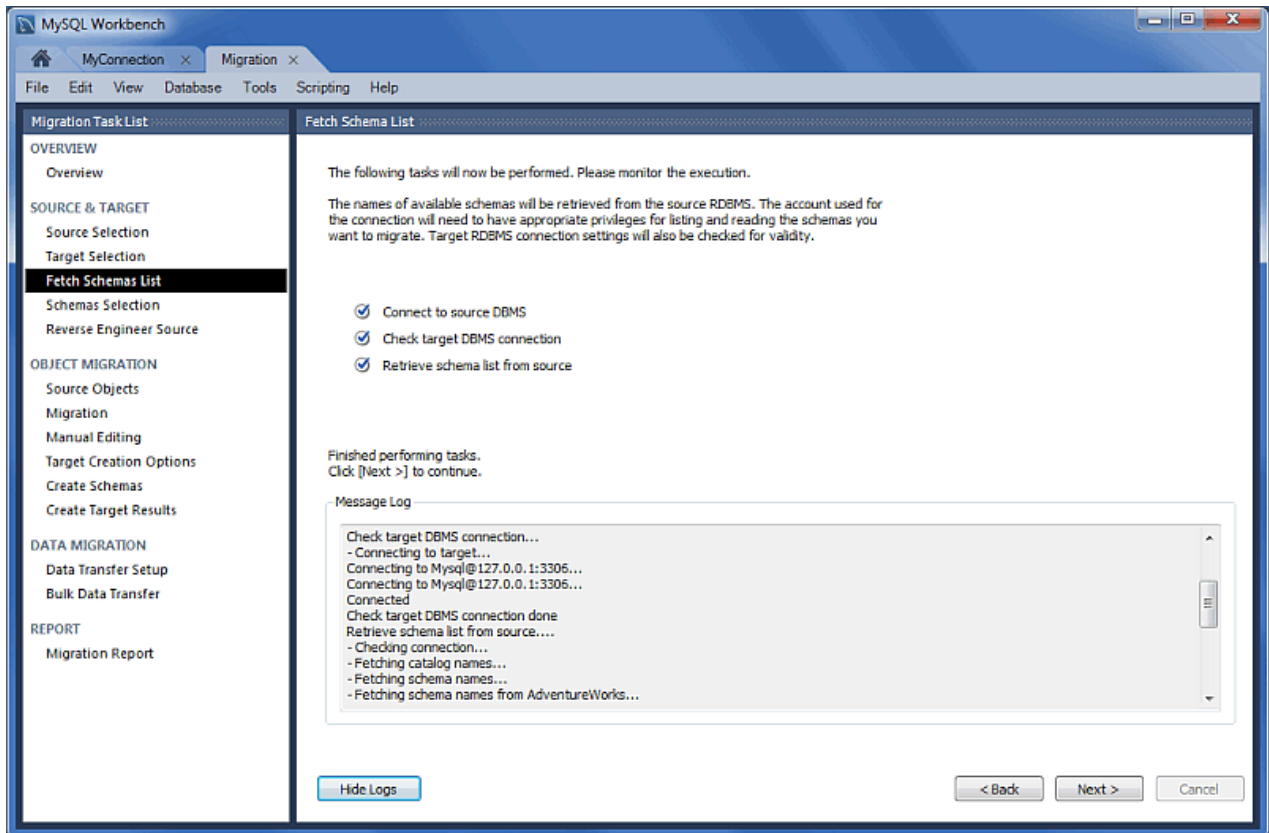 MySQL Workbench
MyConnection
Migration
File Edit View Database Tools Scripting Help
Migration Task List
OVERVIEW
Overview
SOURCE & TARGET
Source Selection
Target Selection
Fetch Schemas List
Schemas Selection
Reverse Engineer Source
OBJECT MIGRATION
Source Objects
Migration
Manual Editing
Target Creation Options
Create Schemas
Create Target Results
DATA MIGRATION
Data Transfer Setup
Bulk Data Transfer
REPORT
Migration Report
Fetch Schema List
The following tasks will now be performed. Please monitor the execution.
The names of available schemas will be retrieved from the source RDBMS. The account used for
the connection will need to have appropriate privileges for listing and reading the schemas you
want to migrate. Target RDBMS connection settings will also be checked for validity.
Connect to source DBMS
Check target DBMS connection
Retrieve schema list from source
Finished performing tasks.
Click [Next >] to continue.
Message Log
Check target DBMS connection...
- Connecting to target...
Connecting to Mysql@127.0.0.1:3306...
Connecting to Mysql@127.0.0.1:3306...
Connected
Check target DBMS connection done
Retrieve schema list from source....
- Checking connection...
- Fetching catalog names...
- Fetching schema names...
- Fetching schema names from AdventureWorks...
Hide Logs
< Back Next > Cancel